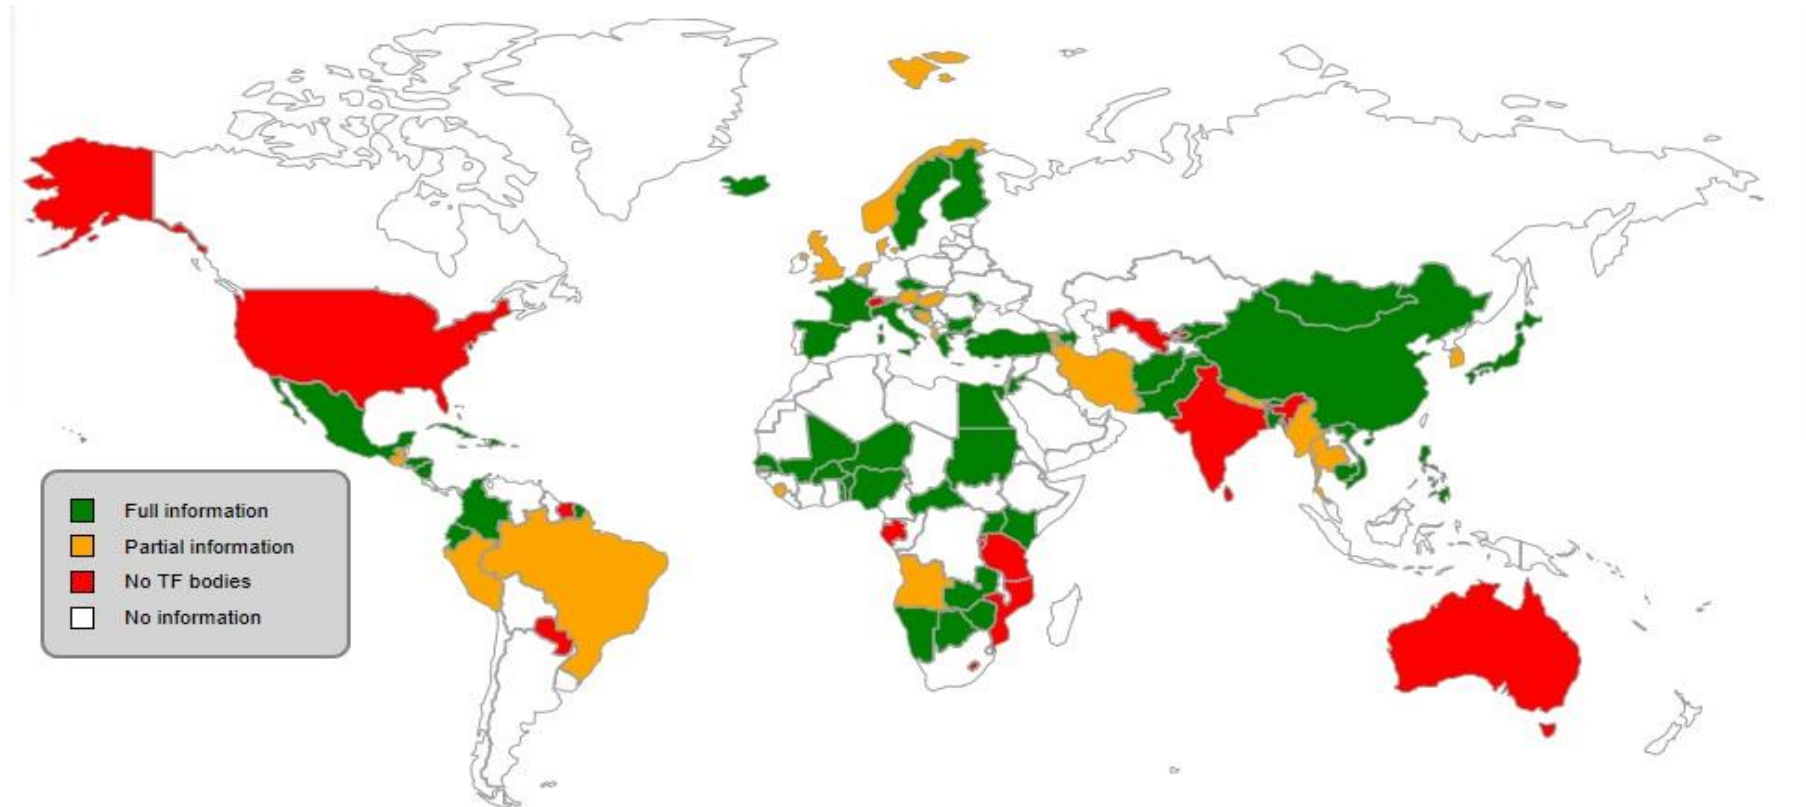 Full information
Partial information
No TF bodies
No information